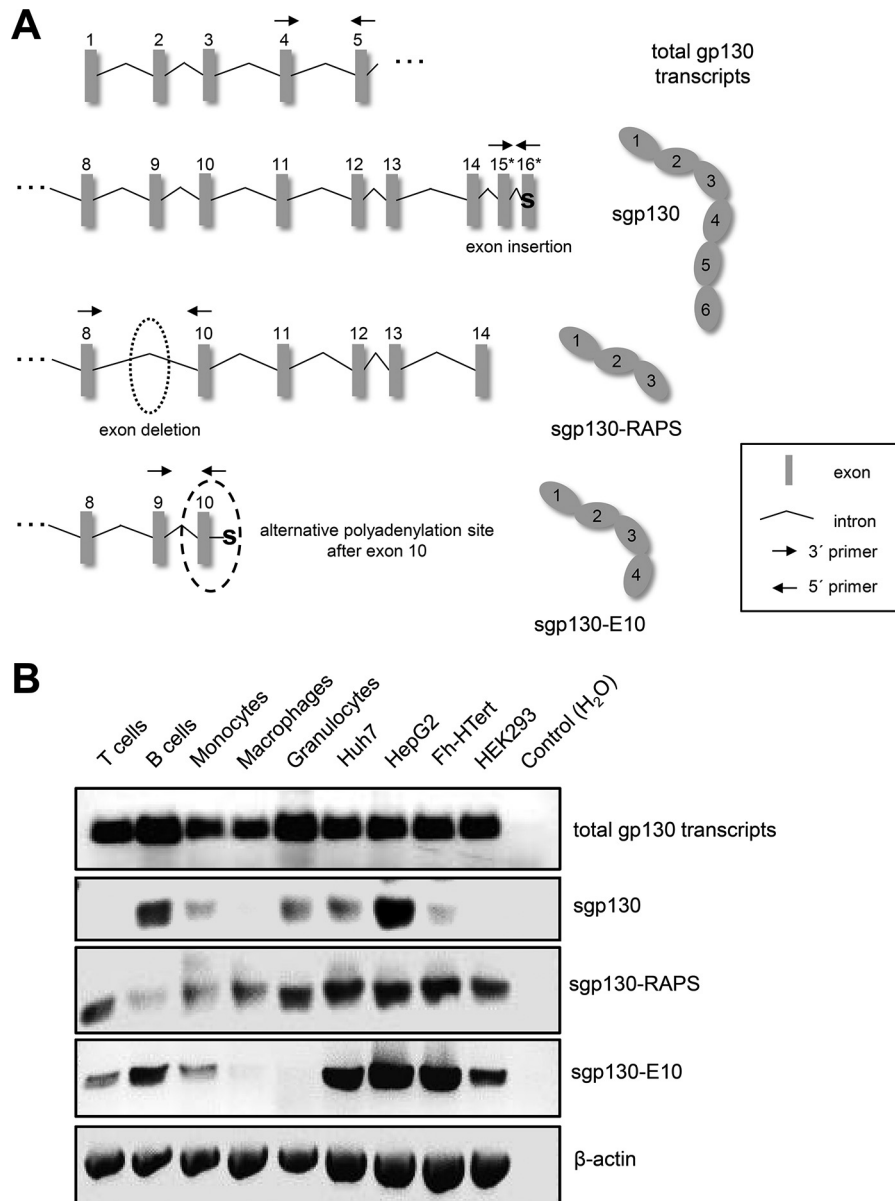 A
1 2 3 4 5
...
total gp130
transcripts
... 8 9 10 11 12 13 14 15* 16*
S
exon insertion
sgp130
1
2
3
4
5
6
... 8 10 11 12 13 14
exon deletion
1
2
3
sgp130-RAPS
... 8 9 10
S
alternative polyadenylation site
after exon 10
1
2
3
4
sgp130-E10
exon
intron
3´ primer
5´ primer
B
T cells
B cells
Monocytes
Macrophages
Granulocytes
Huh7
HepG2
Fh-HTert
HEK293
Control (H₂O)
total gp130 transcripts
sgp130
sgp130-RAPS
sgp130-E10
β-actin